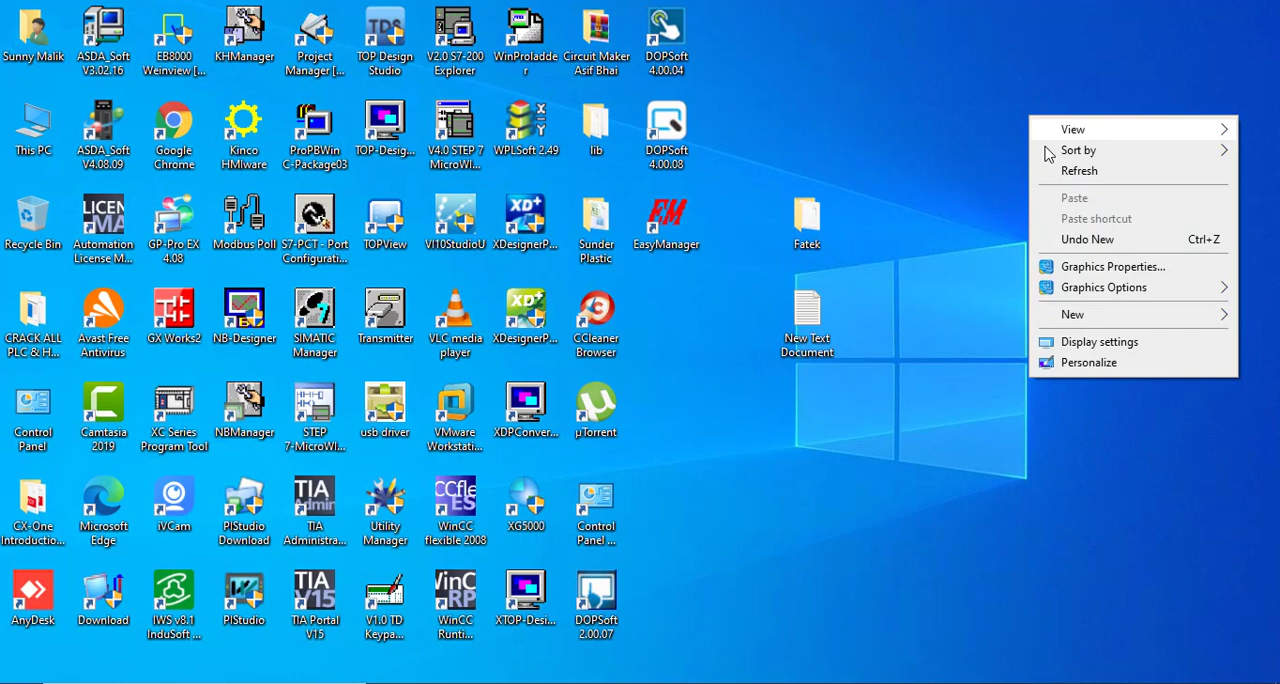 Sunny Malik
ASDA_Soft
V3.02.16
EB8000
Weinview [...
KHManager
Project
Manager [...
TOP Design
Studio
V2.0 S7-200
Explorer
WinProladde
r
Circuit Maker
Asif Bhai
DOPSoft
4.00.04
This PC
ASDA_Soft
V4.08.09
Google
Chrome
Kinco
HMIware
ProPBWin
C-Package03
TOP-Desig...
V4.0 STEP 7
MicroWI...
WPLSoft 2.49
lib
DOPSoft
4.00.08
Recycle Bin
Automation
License M...
GP-Pro EX
4.08
Modbus Poll
S7-PCT - Port
Configurati...
TOPView
VI10StudioU
XDesignerP...
Sunder
Plastic
EasyManager
Fatek
CRACK ALL
PLC & H...
Avast Free
Antivirus
GX Works2
NB-Designer
SIMATIC
Manager
Transmitter
VLC media
player
XDesignerP...
CCleaner
Browser
New Text
Document
Control
Panel
Camtasia
2019
XC Series
Program Tool
NBManager
STEP
7-MicroWI...
usb driver
VMware
Workstati...
XDPConver...
µTorrent
CX-One
Introductio...
Microsoft
Edge
iVCam
PIStudio
Download
TIA
Administra...
Utility
Manager
WinCC
flexible 2008
XG5000
Control
Panel ...
AnyDesk
Download
IWS v8.1
InduSoft ...
PIStudio
TIA Portal
V15
V1.0 TD
Keypa...
WinCC
Runti...
XTOP-Desi...
DOPSoft
2.00.07
View
Sort by
Refresh
Paste
Paste shortcut
Undo New Ctrl+Z
Graphics Properties...
Graphics Options
New
Display settings
Personalize